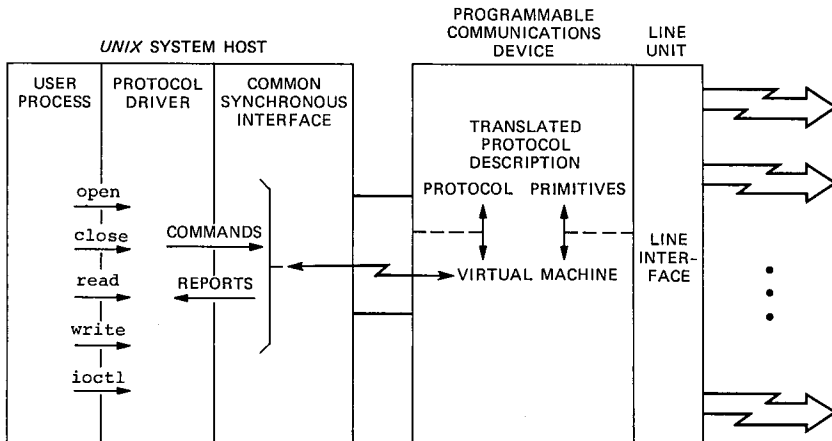 UNIX SYSTEM HOST
PROGRAMMABLE
COMMUNICATIONS
DEVICE
LINE
UNIT
USER
PROCESS
PROTOCOL
DRIVER
COMMON
SYNCHRONOUS
INTERFACE
open
close
read
write
ioctl
COMMANDS
REPORTS
TRANSLATED
PROTOCOL
DESCRIPTION
PROTOCOL PRIMITIVES
VIRTUAL MACHINE
LINE
INTER-
FACE